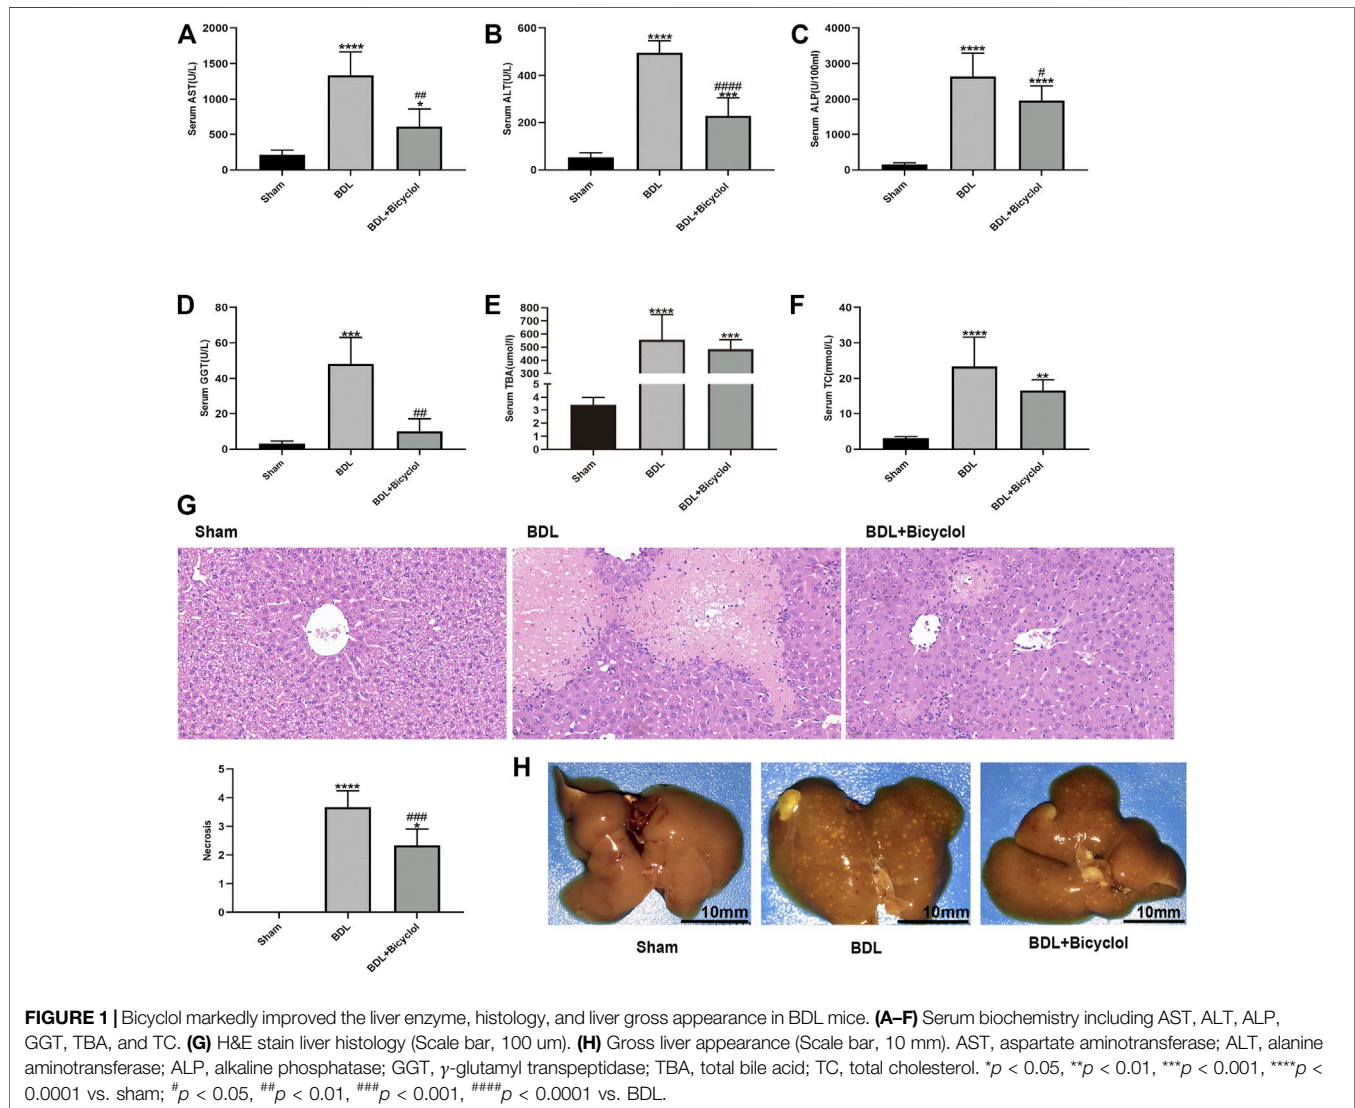 A
B
C
2000
1500
1000
500
0
Serum AST(U/L)
****
##
*
Sham
BDL
BDL+Bicyclol
600
400
200
0
Serum ALT(U/L)
****
####
***
Sham
BDL
BDL+Bicyclol
4000
3000
2000
1000
0
Serum ALP(U/100ml)
****
#
****
Sham
BDL
BDL+Bicyclol
D
E
F
80
60
40
20
0
Serum GGT(U/L)
***
##
Sham
BDL
BDL+Bicyclol
800
700
600
500
400
300
5
4
3
2
1
0
Serum TBA(umol/l)
****
***
Sham
BDL
BDL+Bicyclol
40
30
20
10
0
Serum TC(mmol/L)
****
**
Sham
BDL
BDL+Bicyclol
G
Sham
BDL
BDL+Bicyclol
5
4
3
2
1
0
Necrosis
****
###
*
Sham
BDL
BDL+Bicyclol
H
10mm
10mm
10mm
Sham
BDL
BDL+Bicyclol
FIGURE 1 | Bicyclol markedly improved the liver enzyme, histology, and liver gross appearance in BDL mice. (A–F) Serum biochemistry including AST, ALT, ALP,
GGT, TBA, and TC. (G) H&E stain liver histology (Scale bar, 100 um). (H) Gross liver appearance (Scale bar, 10 mm). AST, aspartate aminotransferase; ALT, alanine
aminotransferase; ALP, alkaline phosphatase; GGT, γ-glutamyl transpeptidase; TBA, total bile acid; TC, total cholesterol. *p < 0.05, **p < 0.01, ***p < 0.001, ****p <
0.0001 vs. sham; #p < 0.05, ##p < 0.01, ###p < 0.001, ####p < 0.0001 vs. BDL.